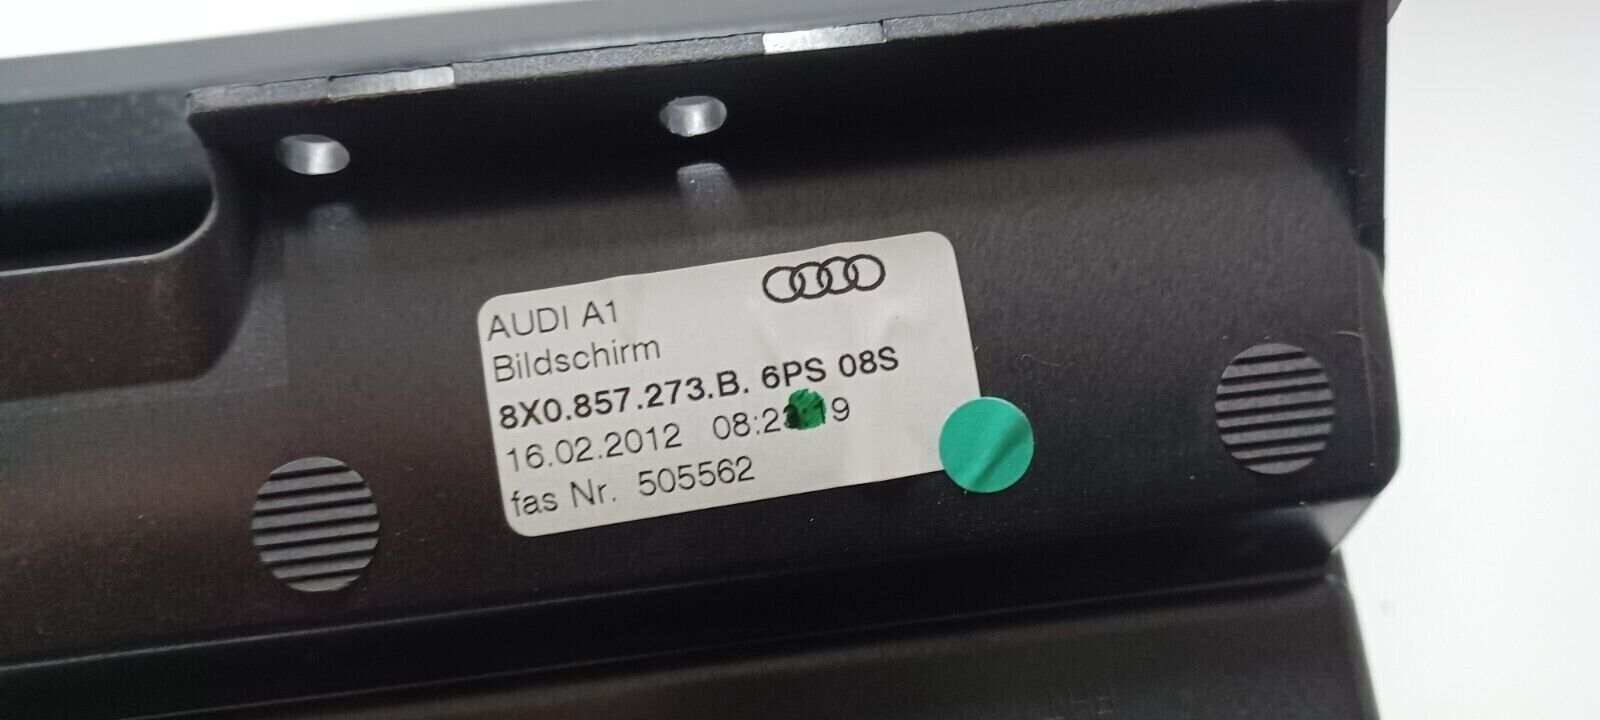 AUDI A1
Bildschirm
8X0.857.273.B. 6PS 08S
16.02.2012
fas Nr. 505562